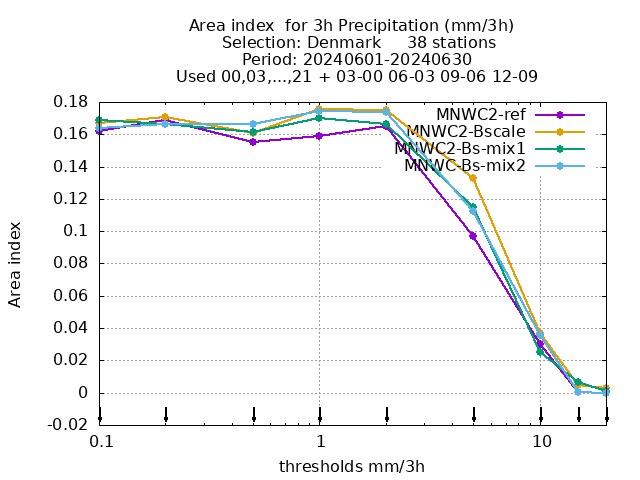 Area index  for 3h Precipitation (mm/3h)
Selection: Denmark     38 stations
Period: 20240601-20240630
Used 00,03,...,21 + 03-00 06-03 09-06 12-09
MNWC2-ref
MNWC2-Bscale
MNWC2-Bs-mix1
MNWC-Bs-mix2
0.18
0.16
0.14
0.12
0.1
0.08
0.06
0.04
0.02
0
-0.02
Area index
0.1
1
10
thresholds mm/3h